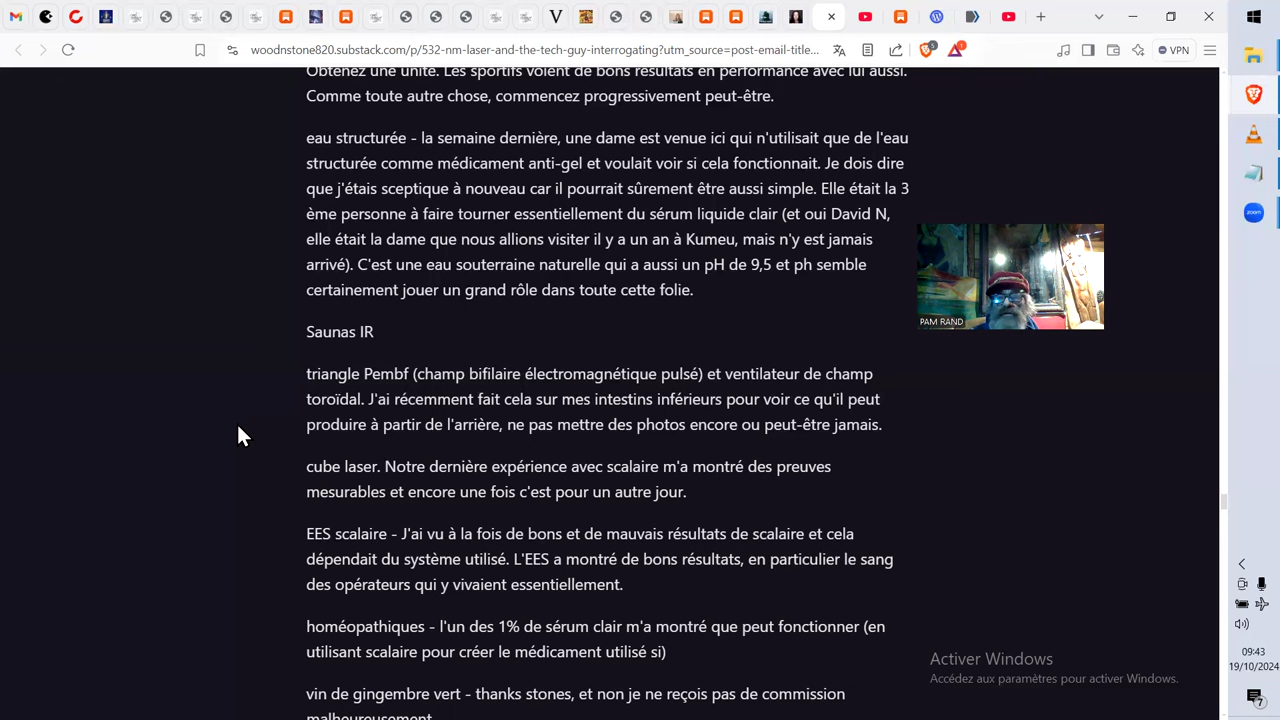 woodnstone820.substack.com/p/532-nm-laser-and-the-tech-guy-interrogating?utm_source=post-email-title...
VPN
Obtenez une unité. Les sportifs voient de bons résultats en performance avec lui aussi.
Comme toute autre chose, commencez progressivement peut-être.
eau structurée - la semaine dernière, une dame est venue ici qui n'utilisait que de l'eau
structurée comme médicament anti-gel et voulait voir si cela fonctionnait. Je dois dire
que j'étais sceptique à nouveau car il pourrait sûrement être aussi simple. Elle était la 3
ème personne à faire tourner essentiellement du sérum liquide clair (et oui David N,
elle était la dame que nous allions visiter il y a un an à Kumeu, mais n'y est jamais
arrivé). C'est une eau souterraine naturelle qui a aussi un pH de 9,5 et ph semble
certainement jouer un grand rôle dans toute cette folie.
PAM RAND
Saunas IR
triangle Pembf (champ bifilaire électromagnétique pulsé) et ventilateur de champ
toroïdal. J'ai récemment fait cela sur mes intestins inférieurs pour voir ce qu'il peut
produire à partir de l'arrière, ne pas mettre des photos encore ou peut-être jamais.
cube laser. Notre dernière expérience avec scalaire m'a montré des preuves
mesurables et encore une fois c'est pour un autre jour.
EES scalaire - J'ai vu à la fois de bons et de mauvais résultats de scalaire et cela
dépendait du système utilisé. L'EES a montré de bons résultats, en particulier le sang
des opérateurs qui y vivaient essentiellement.
homéopathiques - l'un des 1% de sérum clair m'a montré que peut fonctionner (en
utilisant scalaire pour créer le médicament utilisé si)
vin de gingembre vert - thanks stones, et non je ne reçois pas de commission
malheureusement
Activer Windows
Accédez aux paramètres pour activer Windows.
zoom
09:43
19/10/2024
7